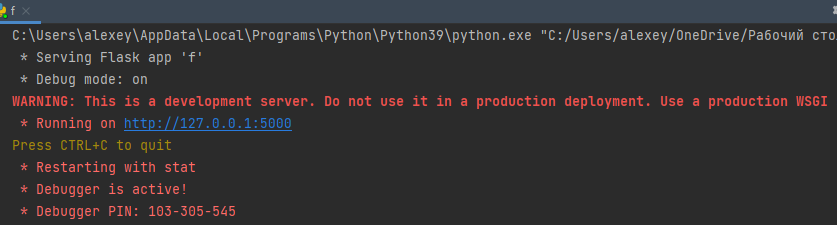 f
C:\Users\alexey\AppData\Local\Programs\Python\Python39\python.exe "C:/Users/alexey/OneDrive/Рабочий сто
* Serving Flask app 'f'
* Debug mode: on
WARNING: This is a development server. Do not use it in a production deployment. Use a production WSGI
* Running on http://127.0.0.1:5000
Press CTRL+C to quit
* Restarting with stat
* Debugger is active!
* Debugger PIN: 103-305-545